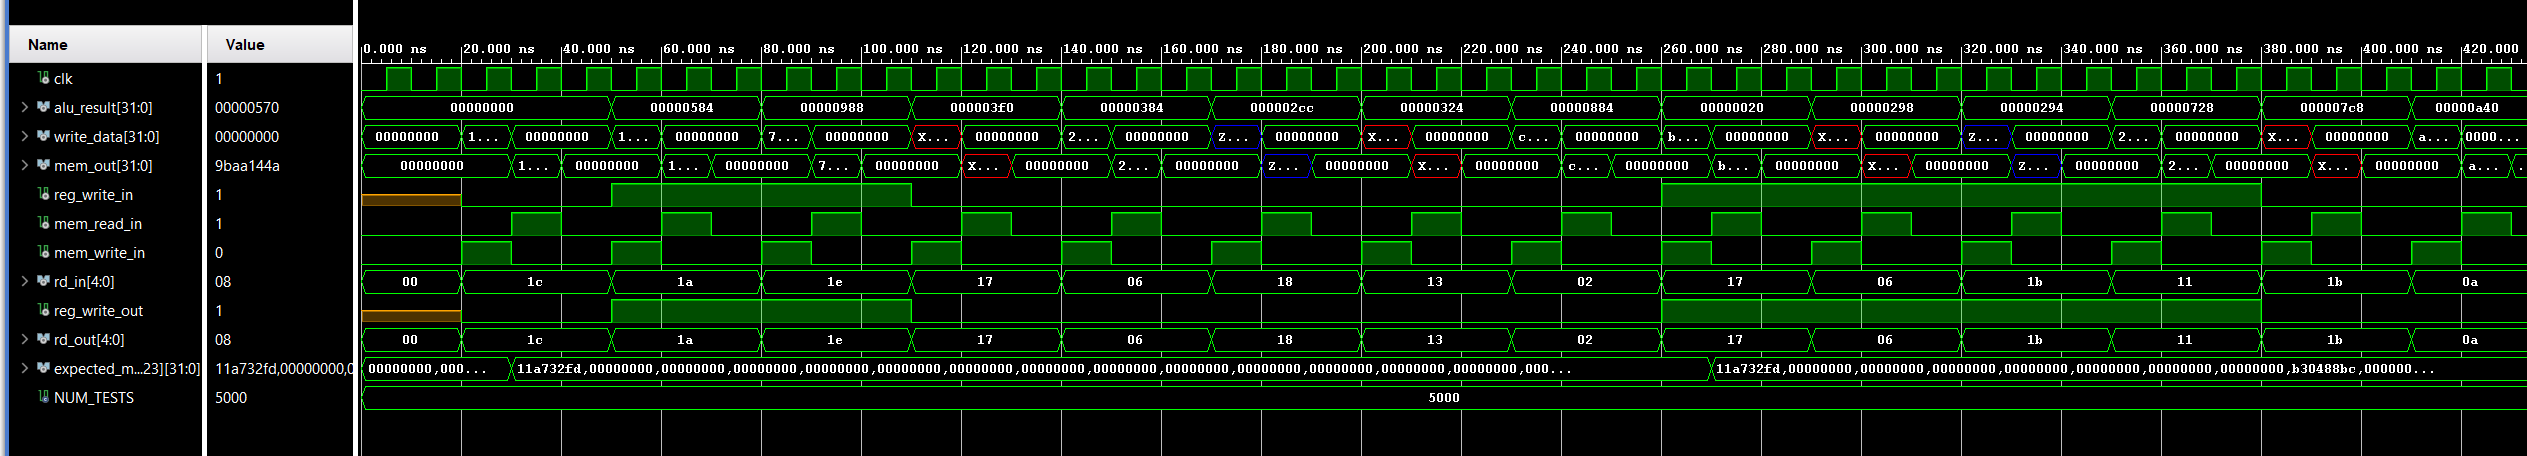 Name Value
0.000 ns 20.000 ns 40.000 ns 60.000 ns 80.000 ns 100.000 ns 120.000 ns 140.000 ns 160.000 ns 180.000 ns 200.000 ns 220.000 ns 240.000 ns 260.000 ns 280.000 ns 300.000 ns 320.000 ns 340.000 ns 360.000 ns 380.000 ns 400.000 ns 420.000
clk 1
alu_result[31:0] 00000570 00000000 00000584 00000988 000003f0 00000384 000002cc 00000324 00000884 00000020 00000298 00000294 00000728 000007c8 00000a40
write_data[31:0] 00000000 00000000 1... 00000000 1... 00000000 7... 00000000 X... 00000000 2... 00000000 Z... 00000000 X... 00000000 c... 00000000 b... 00000000 X... 00000000 Z... 00000000 2... 00000000 X... 00000000 a... 0000...
mem_out[31:0] 9baa144a 00000000 1... 00000000 1... 00000000 7... 00000000 X... 00000000 2... 00000000 Z... 00000000 X... 00000000 c... 00000000 b... 00000000 X... 00000000 Z... 00000000 2... 00000000 X... 00000000 a... .
reg_write_in 1
mem_read_in 1
mem_write_in 0
rd_in[4:0] 08 00 1c 1a 1e 17 06 18 13 02 17 06 1b 11 1b 0a
reg_write_out 1
rd_out[4:0] 08 00 1c 1a 1e 17 06 18 13 02 17 06 1b 11 1b 0a
expected_m...23][31:0] 11a732fd,00000000,0 00000000,000... 11a732fd,00000000,00000000,00000000,00000000,00000000,00000000,00000000,00000000,00000000,00000000,00000000,00000000,00000000,000... 11a732fd,00000000,00000000,00000000,00000000,00000000,00000000,00000000,b30488bc,000000...
NUM_TESTS 5000 5000